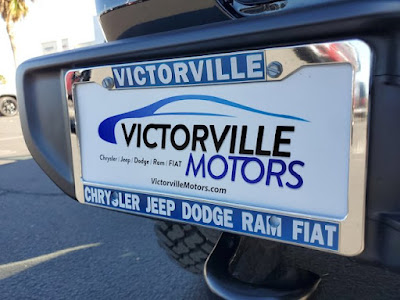 VICTORVILLE
VICTORVILLE
Chrysler | Jeep | Dodge | Ram | FIAT
MOTORS
VictorvilleMotors.com
CHRYSLER JEEP DODGE RAM FIAT